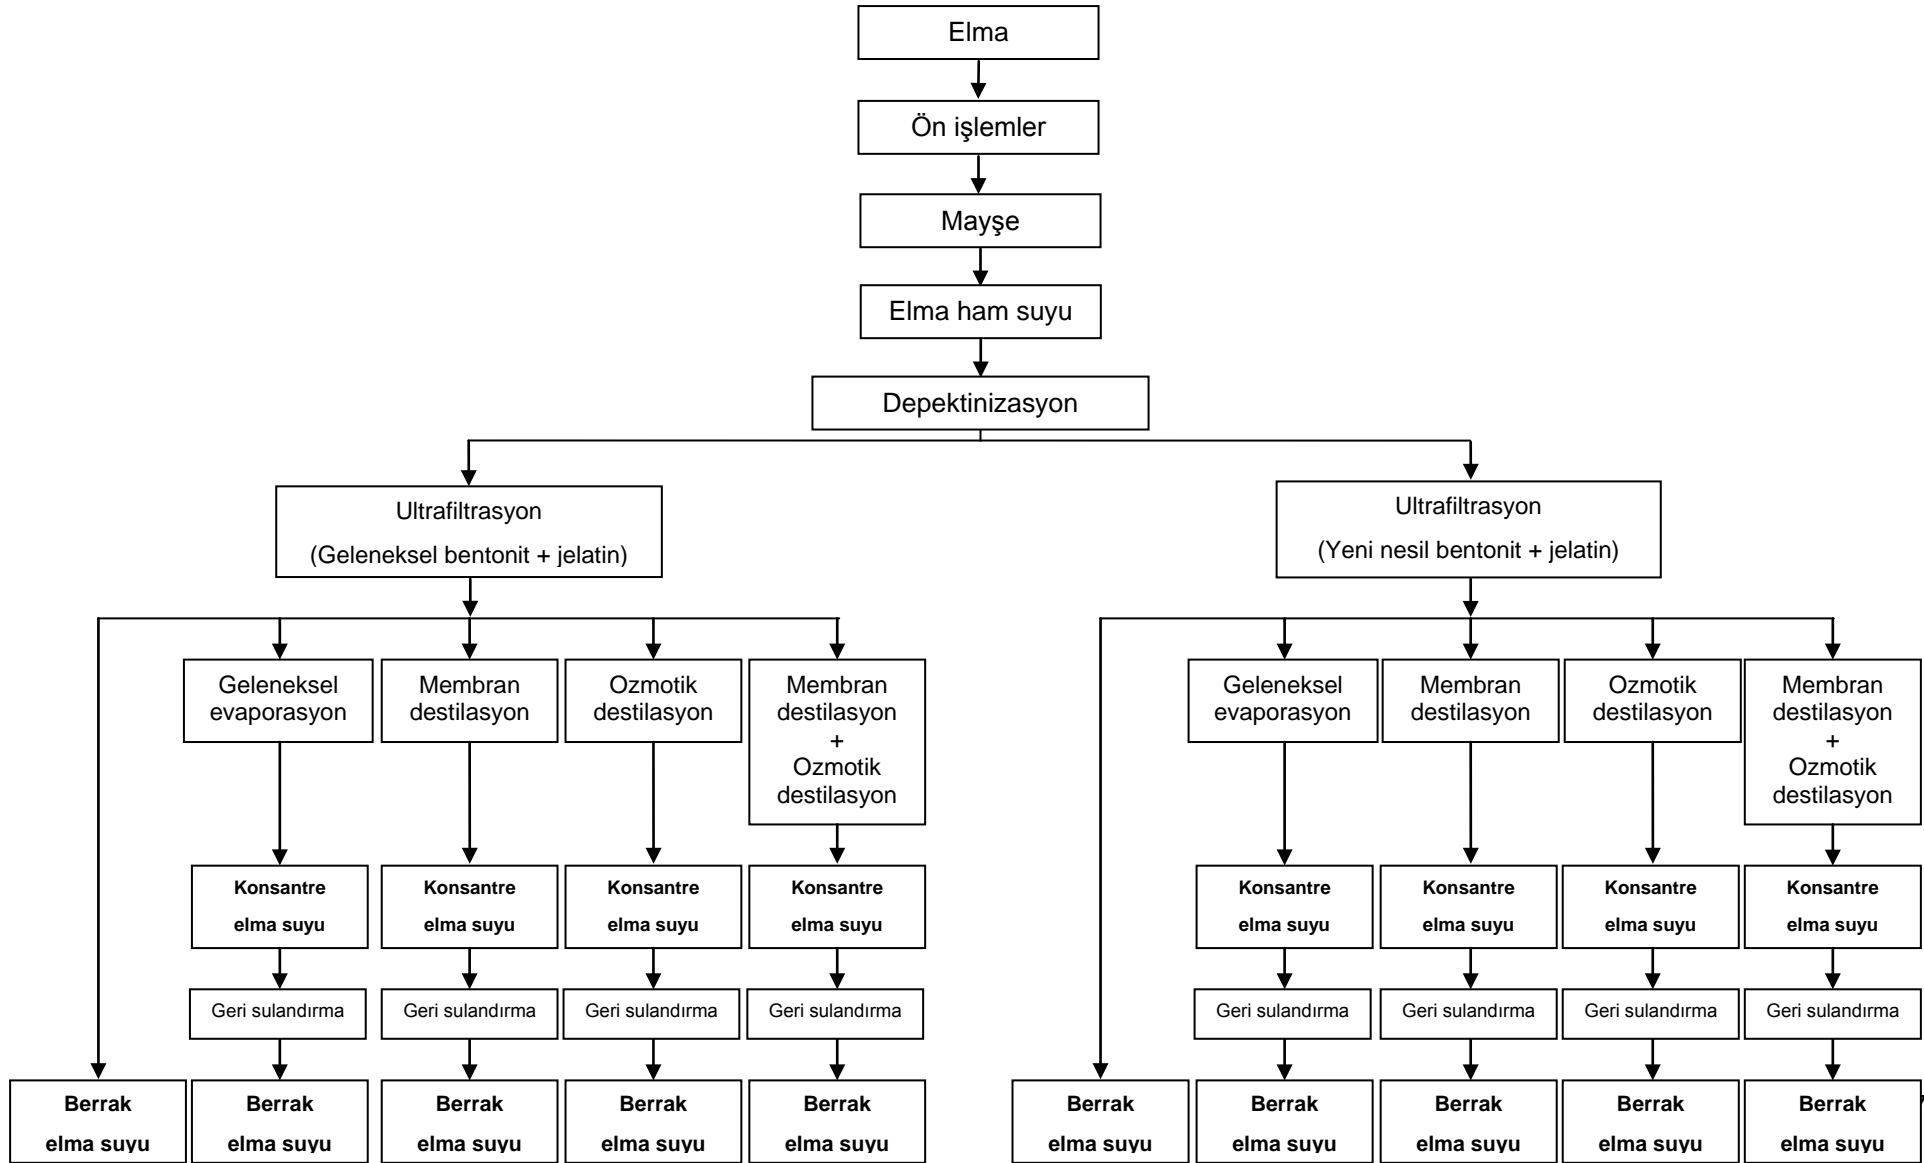 Elma
Ön işlemler
Mayşe
Elma ham suyu
Depektinizasyon
Ultrafiltrasyon
(Geleneksel bentonit + jelatin)
Ultrafiltrasyon
(Yeni nesil bentonit + jelatin)
Geleneksel
evaporasyon
Membran
destilasyon
Ozmotik
destilasyon
Membran
destilasyon
+
Ozmotik
destilasyon
Geleneksel
evaporasyon
Membran
destilasyon
Ozmotik
destilasyon
Membran
destilasyon
+
Ozmotik
destilasyon
Konsantre
elma suyu
Konsantre
elma suyu
Konsantre
elma suyu
Konsantre
elma suyu
Konsantre
elma suyu
Konsantre
elma suyu
Konsantre
elma suyu
Konsantre
elma suyu
Geri sulandırma
Geri sulandırma
Geri sulandırma
Geri sulandırma
Geri sulandırma
Geri sulandırma
Geri sulandırma
Geri sulandırma
Berrak
elma suyu
Berrak
elma suyu
Berrak
elma suyu
Berrak
elma suyu
Berrak
elma suyu
Berrak
elma suyu
Berrak
elma suyu
Berrak
elma suyu
Berrak
elma suyu
Berrak
elma suyu